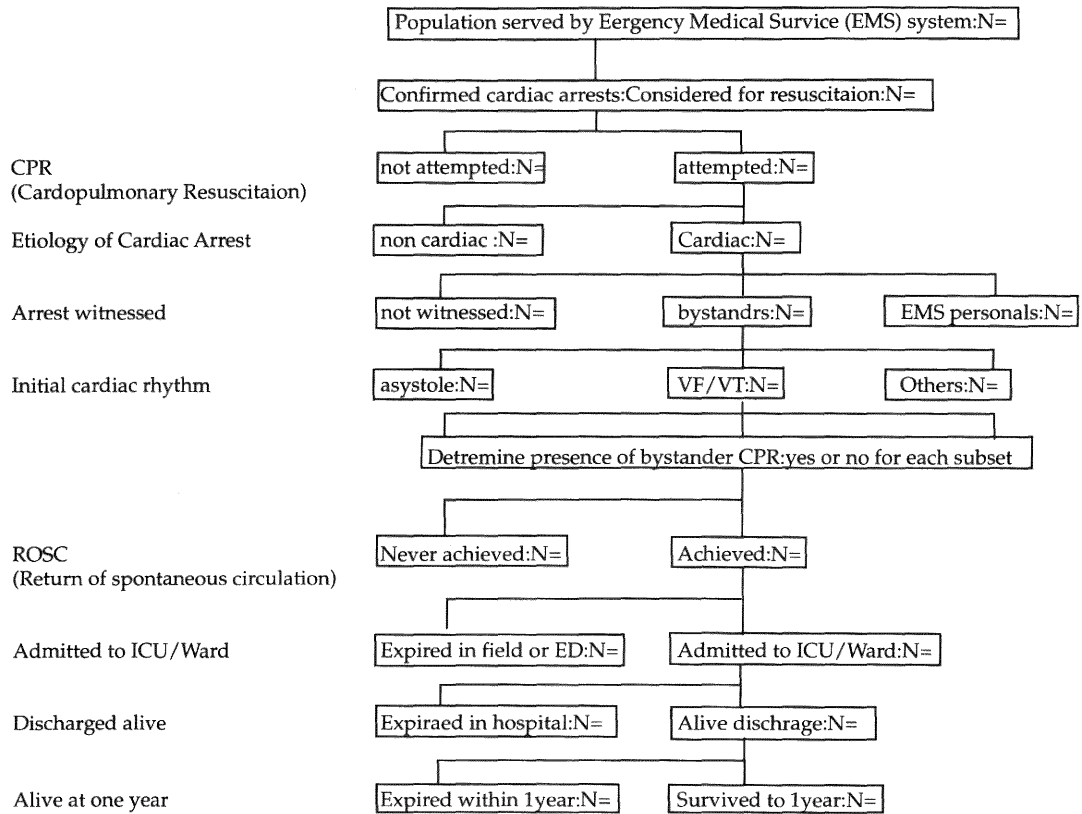 Population served by Eergency Medical Survice (EMS) system:N=
Confirmed cardiac arrests:Considered for resuscitaion:N=
CPR
(Cardopulmonary Resuscitaion)
not attempted:N=
attempted:N=
Etiology of Cardiac Arrest
non cardiac :N=
Cardiac:N=
Arrest witnessed
not witnessed:N=
bystandrs:N=
EMS personals:N=
Initial cardiac rhythm
asystole:N=
VF/VT:N=
Others:N=
Detremine presence of bystander CPR:yes or no for each subset
ROSC
(Return of spontaneous circulation)
Never achieved:N=
Achieved:N=
Admitted to ICU/Ward
Expired in field or ED:N=
Admitted to ICU/Ward:N=
Discharged alive
Expiraed in hospital:N=
Alive dischrage:N=
Alive at one year
Expired within 1year:N=
Survived to 1year:N=